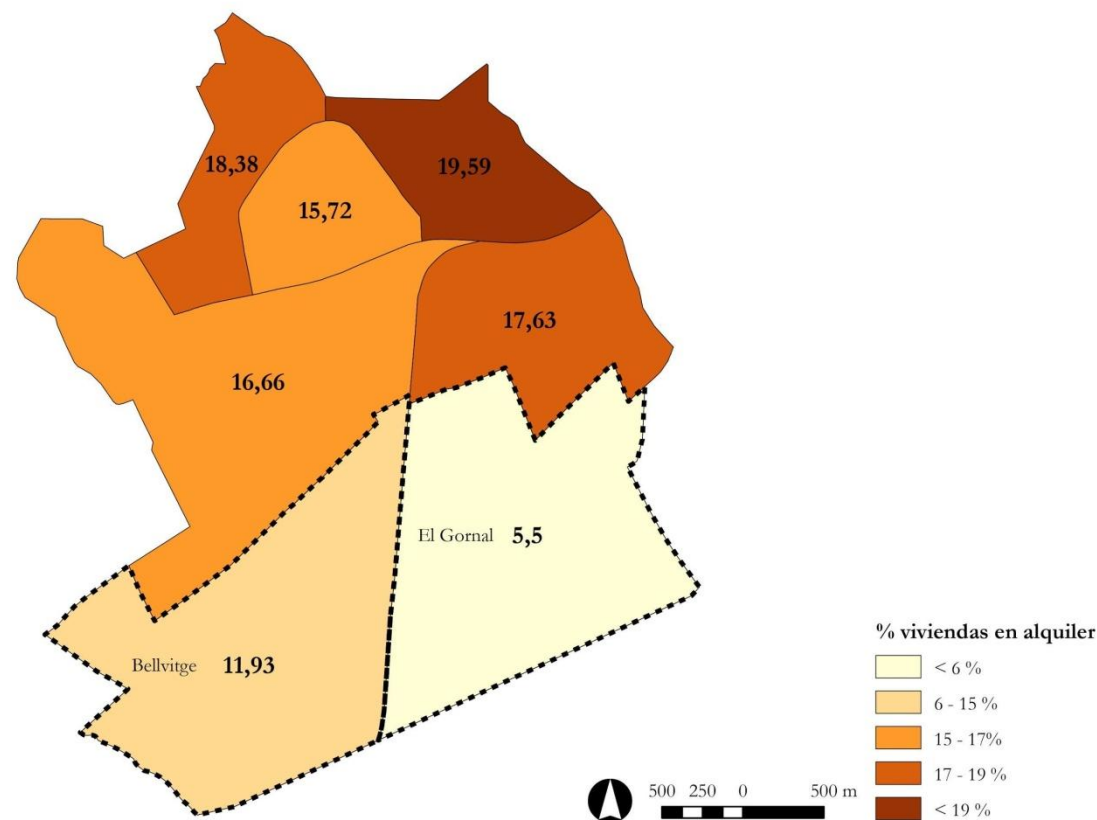 18,38
19,59
15,72
17,63
16,66
El Gornal 5,5
Bellvitge 11,93
% viviendas en alquiler
< 6 %
6 - 15 %
15 - 17%
17 - 19 %
< 19 %
500 250 0 500 m